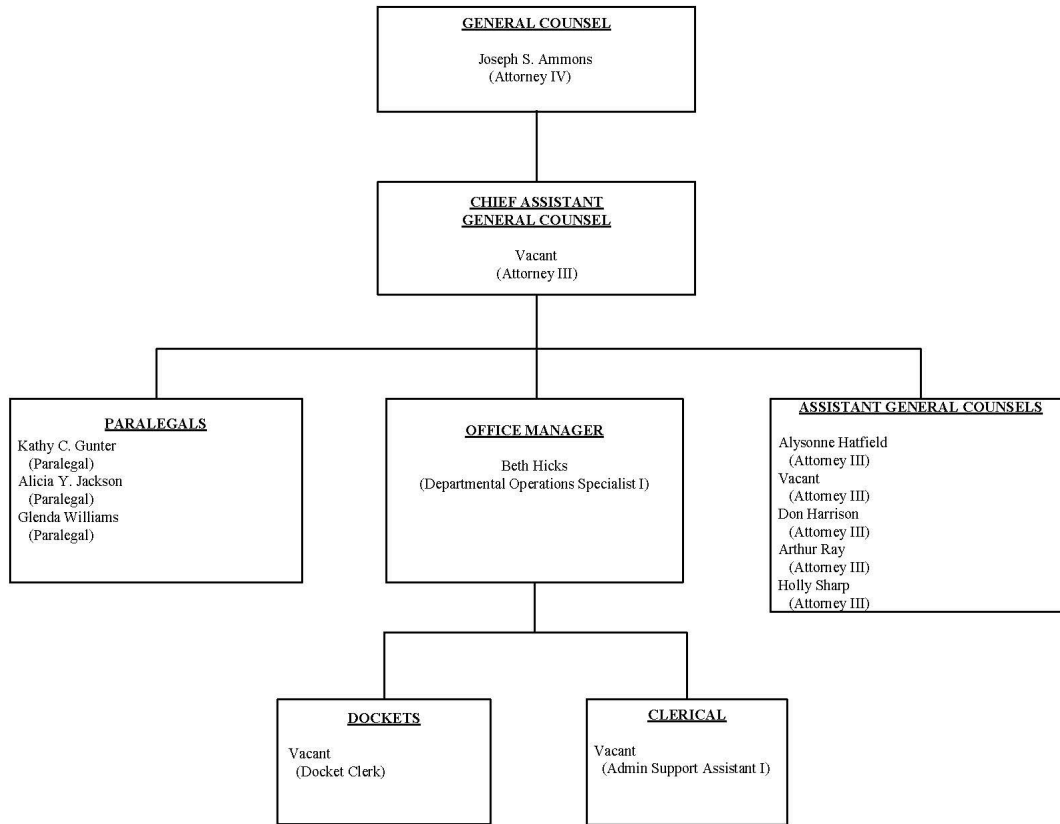 GENERAL COUNSEL
Joseph S. Ammons
(Attorney IV)
CHIEF ASSISTANT
GENERAL COUNSEL
Vacant
(Attorney III)
PARALEGALS
Kathy C. Gunter
(Paralegal)
Alicia Y. Jackson
(Paralegal)
Glenda Williams
(Paralegal)
OFFICE MANAGER
Beth Hicks
(Departmental Operations Specialist I)
ASSISTANT GENERAL COUNSELS
Alysonne Hatfield
(Attorney III)
Vacant
(Attorney III)
Don Harrison
(Attorney III)
Arthur Ray
(Attorney III)
Holly Sharp
(Attorney III)
DOCKETS
Vacant
(Docket Clerk)
CLERICAL
Vacant
(Admin Support Assistant I)